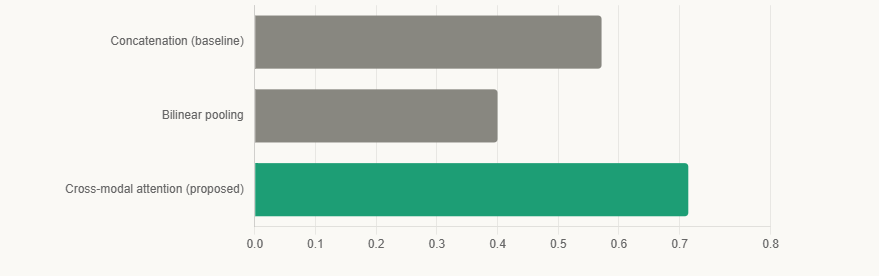 Concatenation (baseline)
Bilinear pooling
Cross-modal attention (proposed)
0.0 0.1 0.2 0.3 0.4 0.5 0.6 0.7 0.8